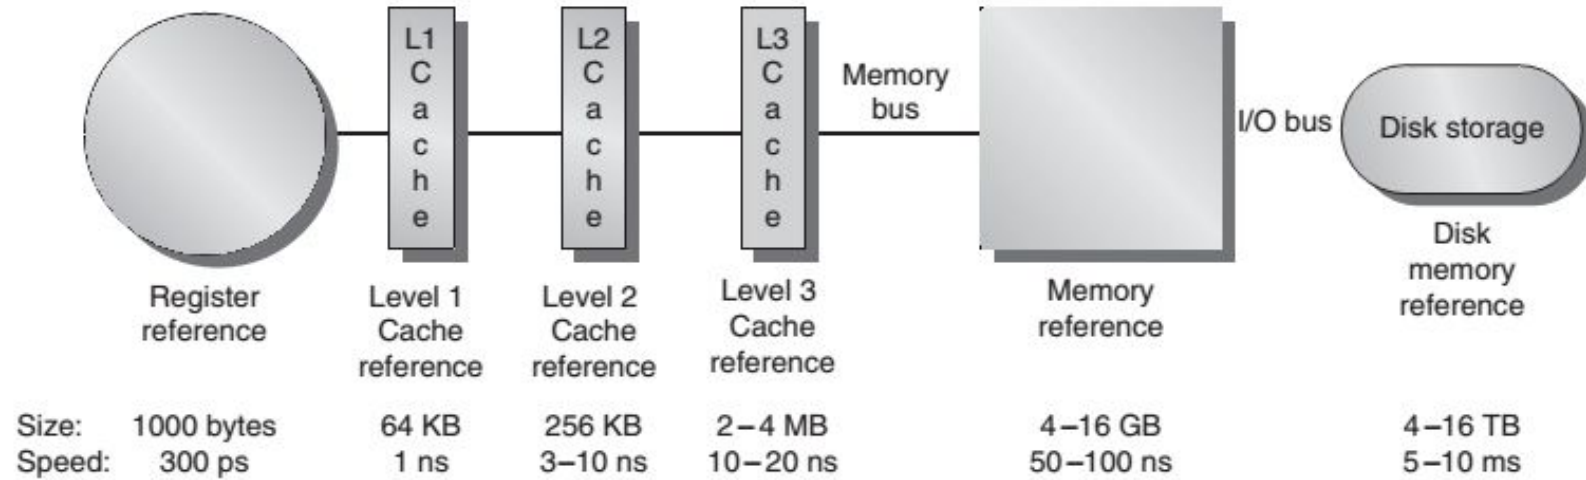 L1
C
a
c
h
e
L2
C
a
c
h
e
L3
C
a
c
h
e
Memory
bus
I/O bus
Disk storage
Register
reference
Level 1
Cache
reference
Level 2
Cache
reference
Level 3
Cache
reference
Memory
reference
Disk
memory
reference
Size: 1000 bytes 64 KB 256 KB 2–4 MB 4–16 GB 4–16 TB
Speed: 300 ps 1 ns 3–10 ns 10–20 ns 50–100 ns 5–10 ms